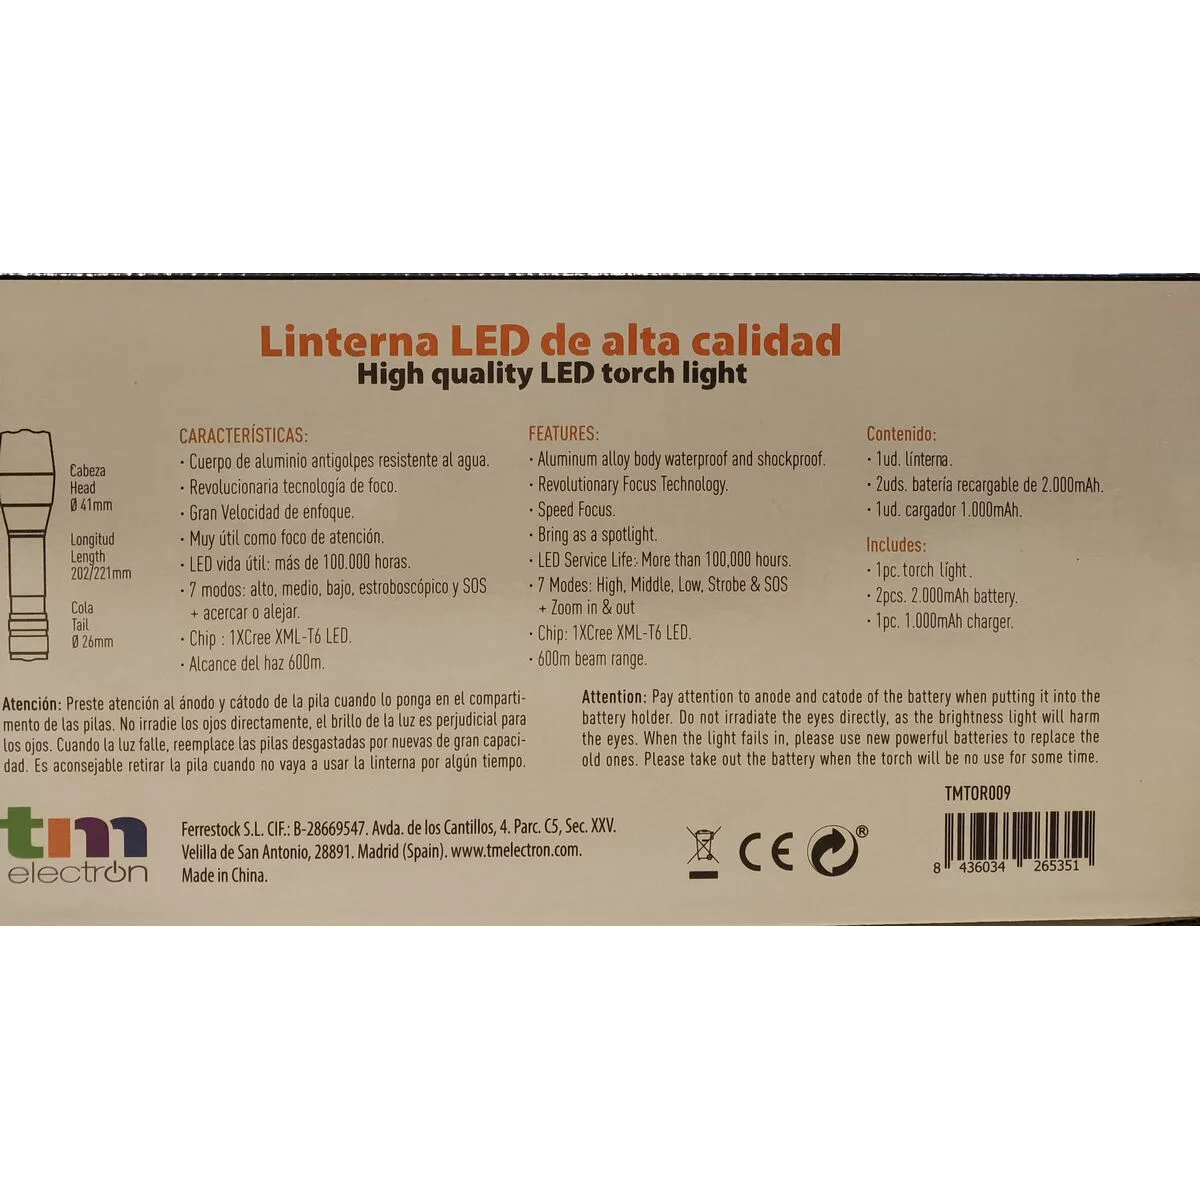 Linterna LED de alta calidad
High quality LED torch light
Cabeza
Head
Ø 41mm
Longitud
Length
202/221mm
Cola
Tail
Ø 26mm
CARACTERÍSTICAS:
· Cuerpo de aluminio antigolpes resistente al agua.
· Revolucionaria tecnología de foco.
· Gran Velocidad de enfoque.
· Muy útil como foco de atención.
· LED vida útil: más de 100.000 horas.
· 7 modos: alto, medio, bajo, estroboscópico y SOS
+ acercar o alejar.
· Chip : 1XCree XML-T6 LED.
· Alcance del haz 600m.
FEATURES:
· Aluminum alloy body waterproof and shockproof.
· Revolutionary Focus Technology.
· Speed Focus.
· Bring as a spotlight.
· LED Service Life: More than 100,000 hours.
· 7 Modes: High, Middle, Low, Strobe & SOS
+ Zoom in & out
· Chip: 1XCree XML-T6 LED.
· 600m beam range.
Contenido:
· 1ud. línterna.
· 2uds. batería recargable de 2.000mAh.
· 1ud. cargador 1.000mAh.
Includes:
· 1pc. torch líght.
· 2pcs. 2.000mAh battery.
· 1pc. 1.000mAh charger.
Atención: Preste atención al ánodo y cátodo de la pila cuando lo ponga en el comparti-
mento de las pilas. No irradie los ojos directamente, el brillo de la luz es perjudicial para
los ojos. Cuando la luz falle, reemplace las pilas desgastadas por nuevas de gran capaci-
dad. Es aconsejable retirar la pila cuando no vaya a usar la linterna por algún tiempo.
Attention: Pay attention to anode and catode of the battery when putting it into the
battery holder. Do not irradiate the eyes directly, as the brightness light will harm
the eyes. When the light fails in, please use new powerful batteries to replace the
old ones. Please take out the battery when the torch will be no use for some time.
tm
electron
Ferrestock S.L. CIF.: B-28669547. Avda. de los Cantillos, 4. Parc. C5, Sec. XXV.
Velilla de San Antonio, 28891. Madrid (Spain). www.tmelectron.com.
Made in China.
CE
®
TMTOR009
8 436034 265351